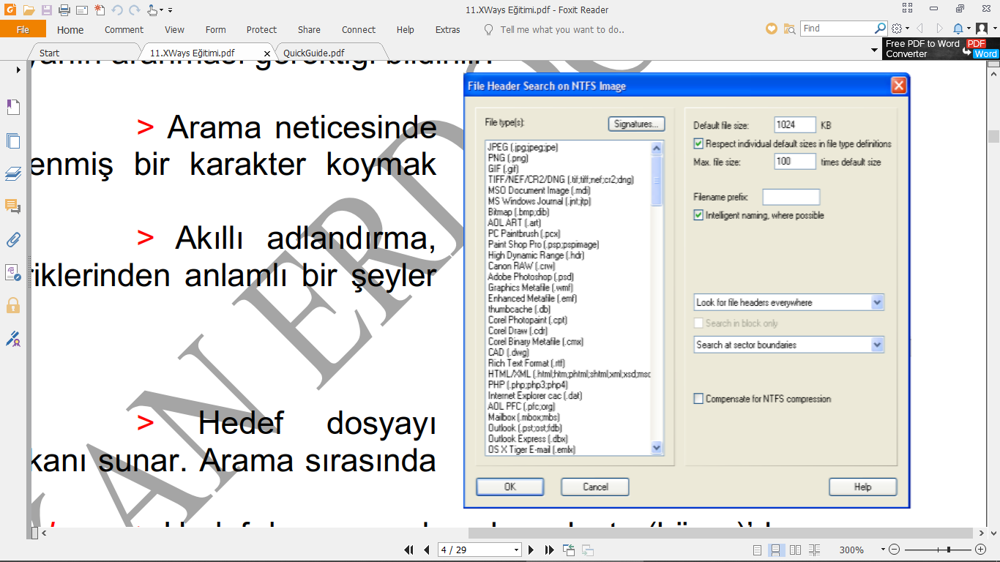 11.XWays Eğitimi.pdf - Foxit Reader
File Home Comment View Form Protect Share Connect Help Extras Tell me what you want to do.. Find
Start 11.XWays Eğitimi.pdf x QuickGuide.pdf
Free PDF to Word Converter PDF Word
> Arama neticesinde
enmiş bir karakter koymak
> Akıllı adlandırma,
riklerinden anlamlı bir şeyler
> Hedef dosyayı
kanı sunar. Arama sırasında
File Header Search on NTFS Image
File type(s): Signatures...
JPEG (.jpg;jpeg;jpe)
PNG (.png)
GIF (.gif)
TIFF/NEF/CR2/DNG (.tif;tiff;nef;cr2;dng)
MSO Document Image (.mdi)
MS Windows Journal (.jnt;jtp)
Bitmap (.bmp;dib)
AOL ART (.art)
PC Paintbrush (.pcx)
Paint Shop Pro (.psp;pspimage)
High Dynamic Range (.hdr)
Canon RAW (.crw)
Adobe Photoshop (.psd)
Graphics Metafile (.wmf)
Enhanced Metafile (.emf)
thumbcache (.db)
Corel Photopaint (.cpt)
Corel Draw (.cdr)
Corel Binary Metafile (.cmx)
CAD (.dwg)
Rich Text Format (.rtf)
HTML/XML (.html;htm;phtml;shtml;xml;xsd;msc
PHP (.php;php3;php4)
Internet Explorer cac (.dat)
AOL PFC (.pfc;org)
Mailbox (.mbox;mbs)
Outlook (.pst;ost;fdb)
Outlook Express (.dbx)
OS X Tiger E-mail (.emlx)
Default file size: 1024 KB
Respect individual default sizes in file type definitions
Max. file size: 100 times default size
Filename prefix:
Intelligent naming, where possible
Look for file headers everywhere
Search in block only
Search at sector boundaries
Compensate for NTFS compression
OK Cancel Help
4 / 29
300%